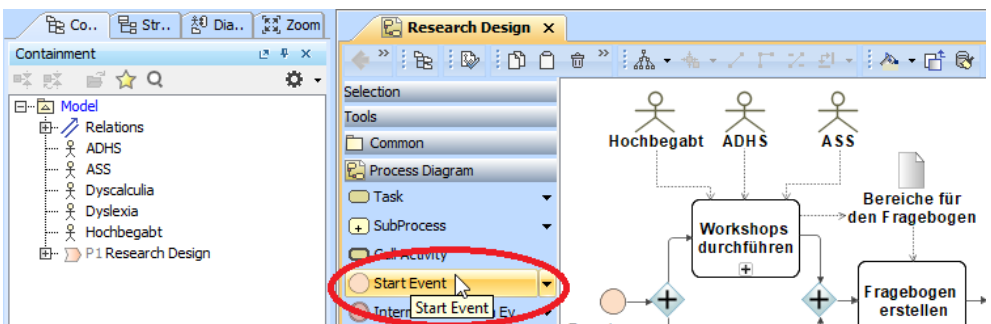 Co.. Str.. Dia.. Zoom
Containment
Model
Relations
ADHS
ASS
Dyscalculia
Dyslexia
Hochbegabt
P1 Research Design
Research Design
Selection
Tools
Common
Process Diagram
Task
SubProcess
Call Activity
Start Event
Start Event
Ev
Hochbegabt ADHS ASS
Bereiche für
den Fragebogen
Workshops
durchführen
Fragebogen
erstellen